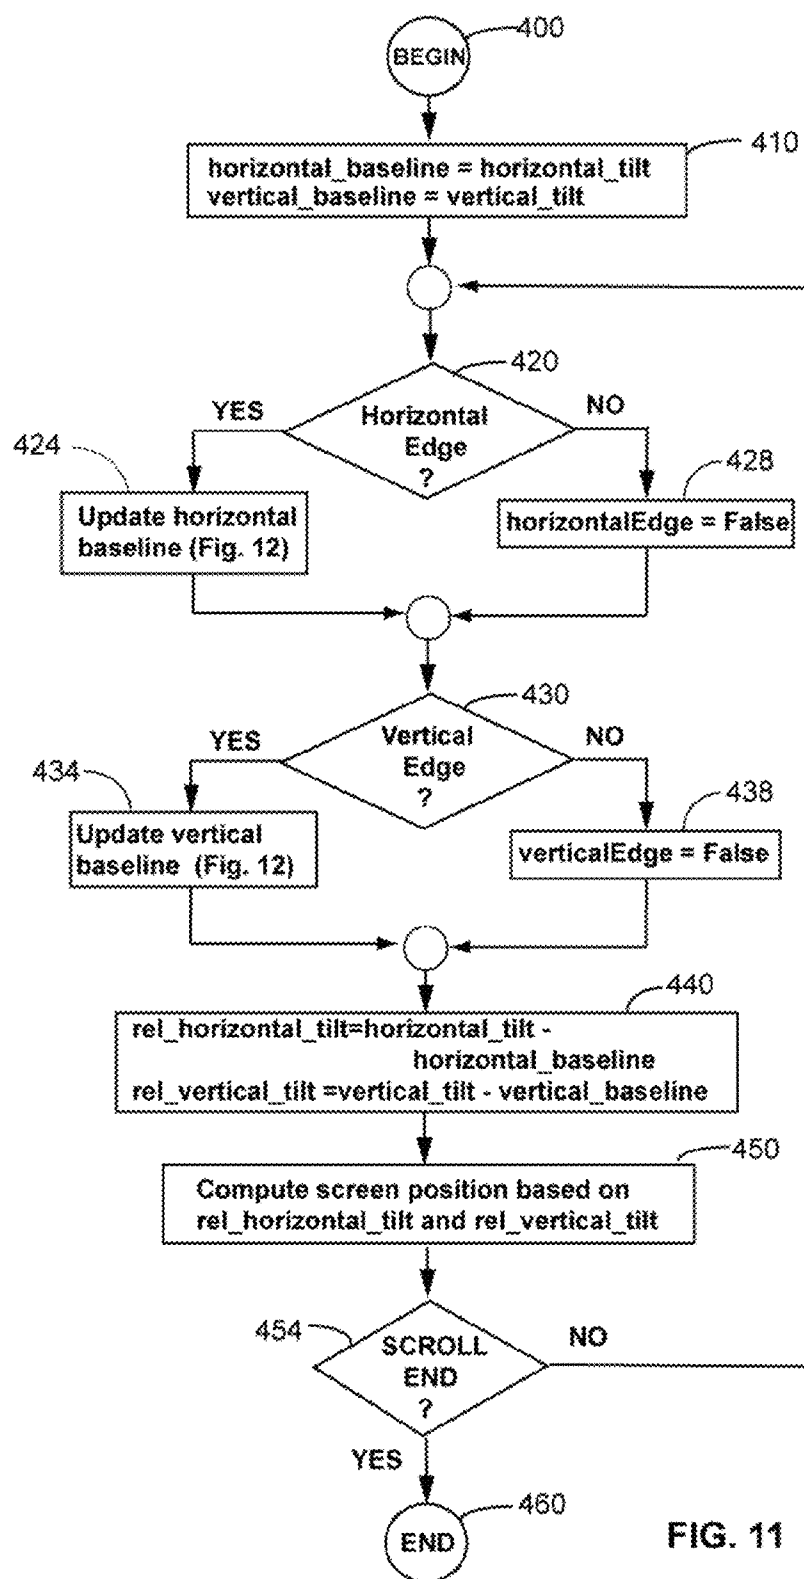 400
BEGIN
410
horizontal_baseline = horizontal_tilt
vertical_baseline = vertical_tilt
420
YES
Horizontal
Edge
?
NO
424
Update horizontal
baseline (Fig. 12)
428
horizontalEdge = False
430
YES
Vertical
Edge
?
NO
434
Update vertical
baseline (Fig. 12)
438
verticalEdge = False
440
rel_horizontal_tilt=horizontal_tilt -
horizontal_baseline
rel_vertical_tilt =vertical_tilt - vertical_baseline
450
Compute screen position based on
rel_horizontal_tilt and rel_vertical_tilt
454
SCROLL
END
?
NO
YES
460
END
FIG. 11